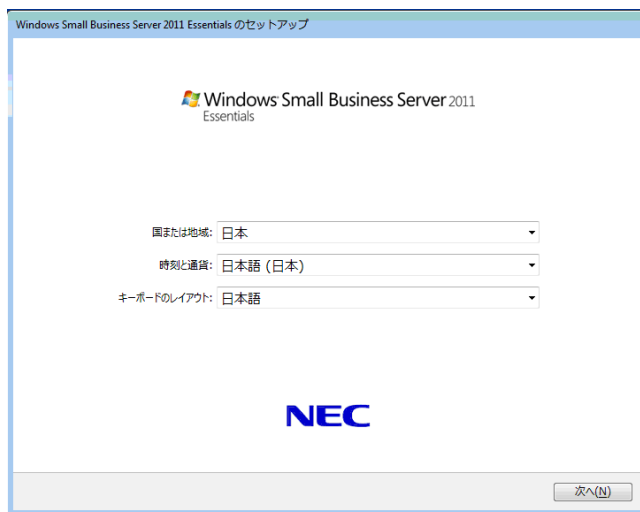 Windows Small Business Server 2011 Essentials のセットアップ
Windows Small Business Server 2011
Essentials
国または地域: 日本
時刻と通貨: 日本語 (日本)
キーボードのレイアウト: 日本語
NEC
次へ(N)